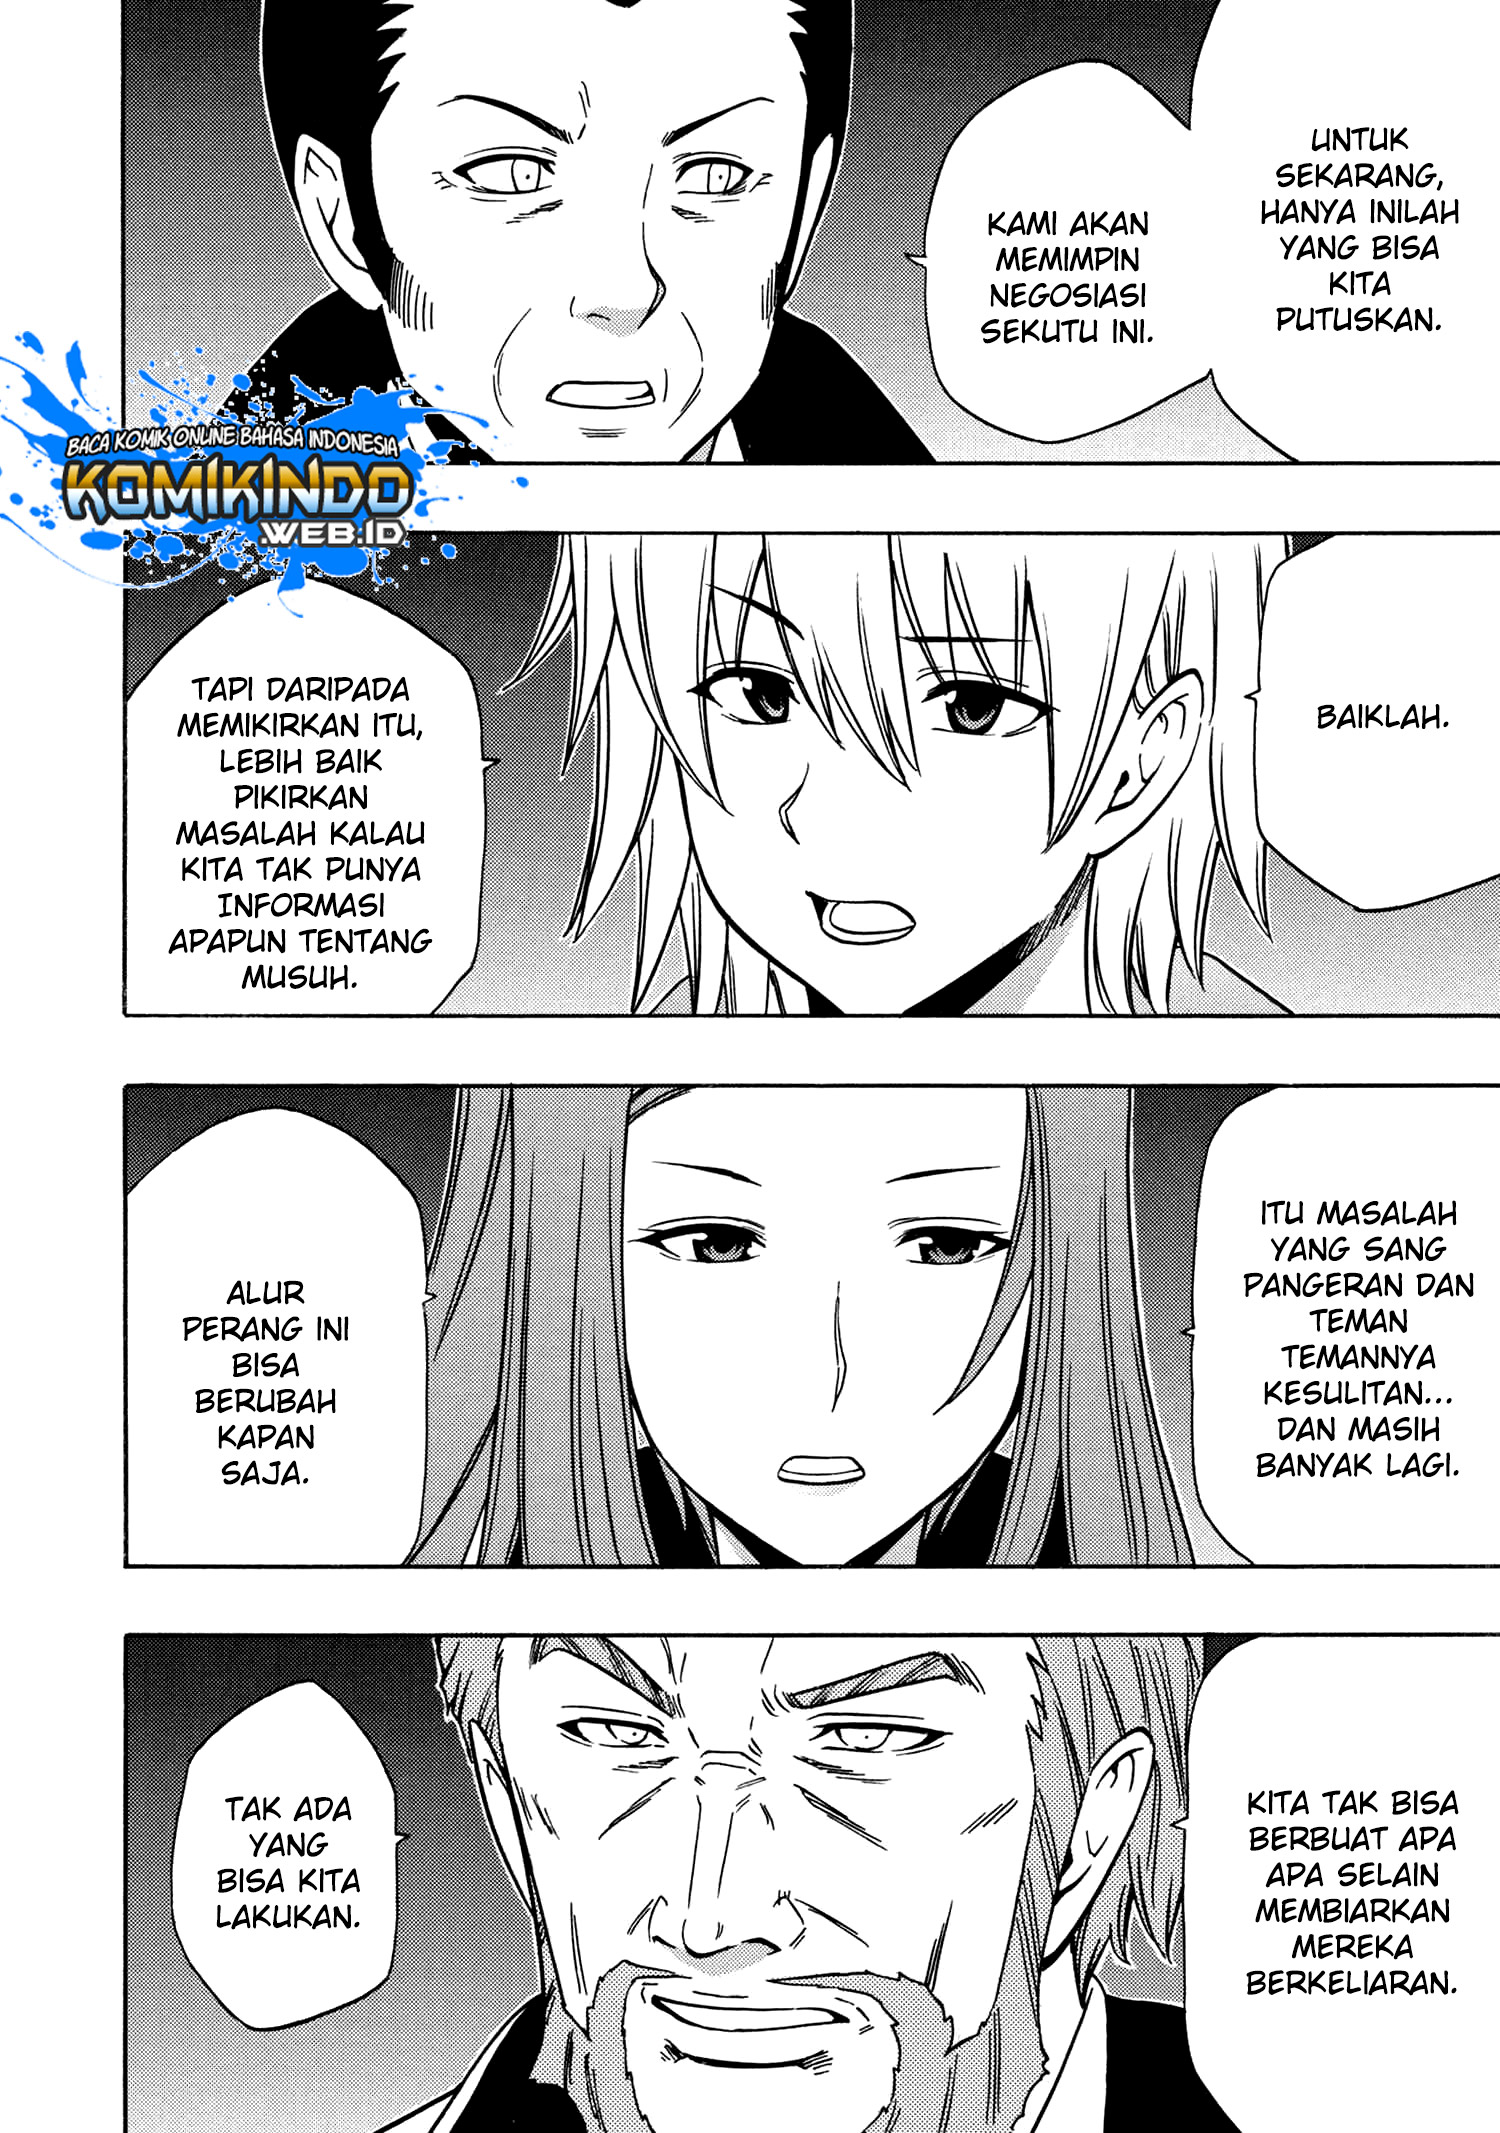 UNTUK
SEKARANG,
HANYA INILAH
YANG BISA
KITA
PUTUSKAN.
KAMI AKAN
MEMIMPIN
NEGOSIASI
SEKUTU INI.
BACA KOMIK ONLINE BAHASA INDONESIA
KOMIKINDO
.WEB.ID
BAIKLAH.
TAPI DARIPADA
MEMIKIRKAN ITU,
LEBIH BAIK
PIKIRKAN
MASALAH KALAU
KITA TAK PUNYA
INFORMASI
APAPUN TENTANG
MUSUH.
ITU MASALAH
YANG SANG
PANGERAN DAN
TEMAN
TEMANNYA
KESULITAN...
DAN MASIH
BANYAK LAGI.
ALUR
PERANG INI
BISA
BERUBAH
KAPAN
SAJA.
KITA TAK BISA
BERBUAT APA
APA SELAIN
MEMBIARKAN
MEREKA
BERKELIARAN.
TAK ADA
YANG
BISA KITA
LAKUKAN.